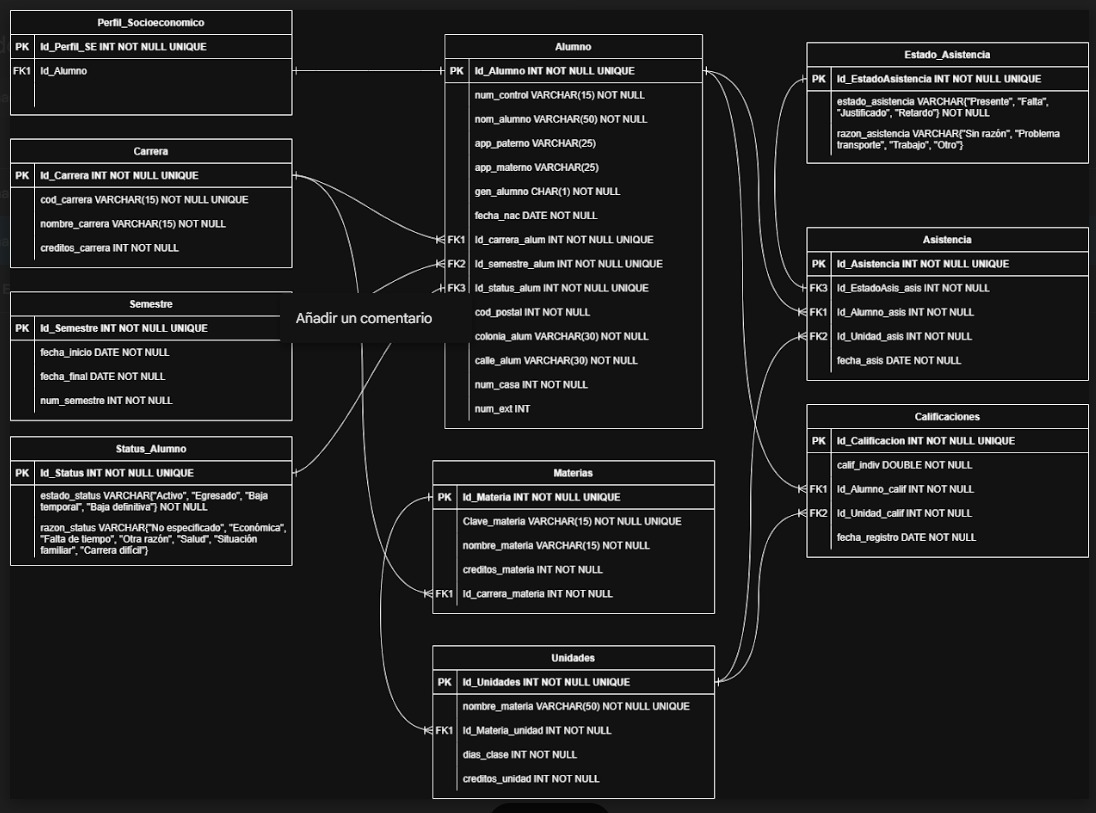 Perfil_Socioeconomico
PK Id_Perfil_SE INT NOT NULL UNIQUE
FK1 Id_Alumno
Carrera
PK Id_Carrera INT NOT NULL UNIQUE
cod_carrera VARCHAR(15) NOT NULL UNIQUE
nombre_carrera VARCHAR(15) NOT NULL
creditos_carrera INT NOT NULL
Semestre
PK Id_Semestre INT NOT NULL UNIQUE
fecha_inicio DATE NOT NULL
fecha_final DATE NOT NULL
num_semestre INT NOT NULL
Status_Alumno
PK Id_Status INT NOT NULL UNIQUE
estado_status VARCHAR{"Activo", "Egresado", "Baja
temporal", "Baja definitiva"} NOT NULL
razon_status VARCHAR{"No especificado", "Económica",
"Falta de tiempo", "Otra razón", "Salud", "Situación
familiar", "Carrera difícil"}
Alumno
PK Id_Alumno INT NOT NULL UNIQUE
num_control VARCHAR(15) NOT NULL
nom_alumno VARCHAR(50) NOT NULL
app_paterno VARCHAR(25)
app_materno VARCHAR(25)
gen_alumno CHAR(1) NOT NULL
fecha_nac DATE NOT NULL
FK1 Id_carrera_alum INT NOT NULL UNIQUE
FK2 Id_semestre_alum INT NOT NULL UNIQUE
FK3 Id_status_alum INT NOT NULL UNIQUE
cod_postal INT NOT NULL
colonia_alum VARCHAR(30) NOT NULL
calle_alum VARCHAR(30) NOT NULL
num_casa INT NOT NULL
num_ext INT
Añadir un comentario
Materias
PK Id_Materia INT NOT NULL UNIQUE
Clave_materia VARCHAR(15) NOT NULL UNIQUE
nombre_materia VARCHAR(15) NOT NULL
creditos_materia INT NOT NULL
FK1 Id_carrera_materia INT NOT NULL
Unidades
PK Id_Unidades INT NOT NULL UNIQUE
nombre_materia VARCHAR(50) NOT NULL UNIQUE
FK1 Id_Materia_unidad INT NOT NULL
dias_clase INT NOT NULL
creditos_unidad INT NOT NULL
Estado_Asistencia
PK Id_EstadoAsistencia INT NOT NULL UNIQUE
estado_asistencia VARCHAR{"Presente", "Falta",
"Justificado", "Retardo"} NOT NULL
razon_asistencia VARCHAR{"Sin razón", "Problema
transporte", "Trabajo", "Otro"}
Asistencia
PK Id_Asistencia INT NOT NULL UNIQUE
FK3 Id_EstadoAsis_asis INT NOT NULL
FK1 Id_Alumno_asis INT NOT NULL
FK2 Id_Unidad_asis INT NOT NULL
fecha_asis DATE NOT NULL
Calificaciones
PK Id_Calificacion INT NOT NULL UNIQUE
calif_indiv DOUBLE NOT NULL
FK1 Id_Alumno_calif INT NOT NULL
FK2 Id_Unidad_calif INT NOT NULL
fecha_registro DATE NOT NULL